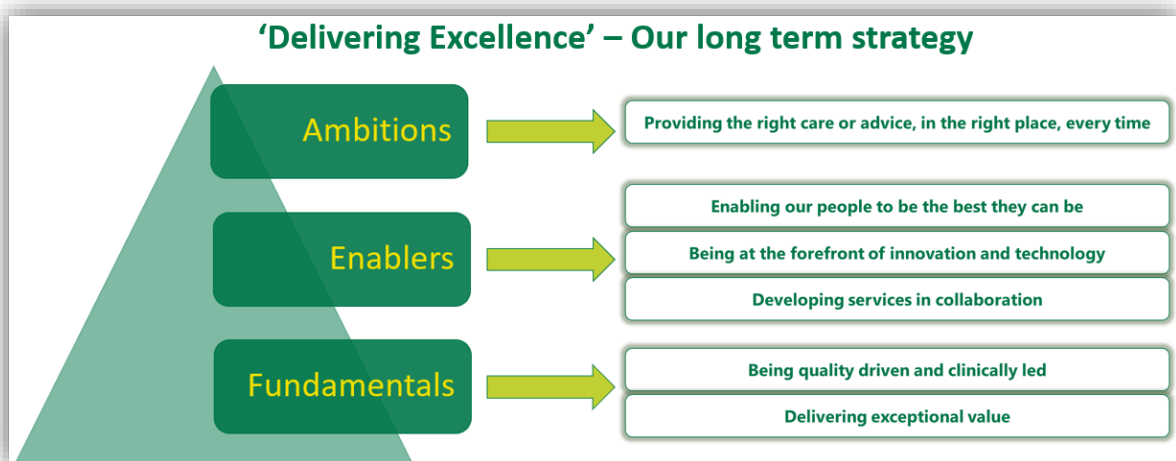 ‘Delivering Excellence’ – Our long term strategy
Ambitions
Providing the right care or advice, in the right place, every time
Enablers
Enabling our people to be the best they can be
Being at the forefront of innovation and technology
Developing services in collaboration
Fundamentals
Being quality driven and clinically led
Delivering exceptional value